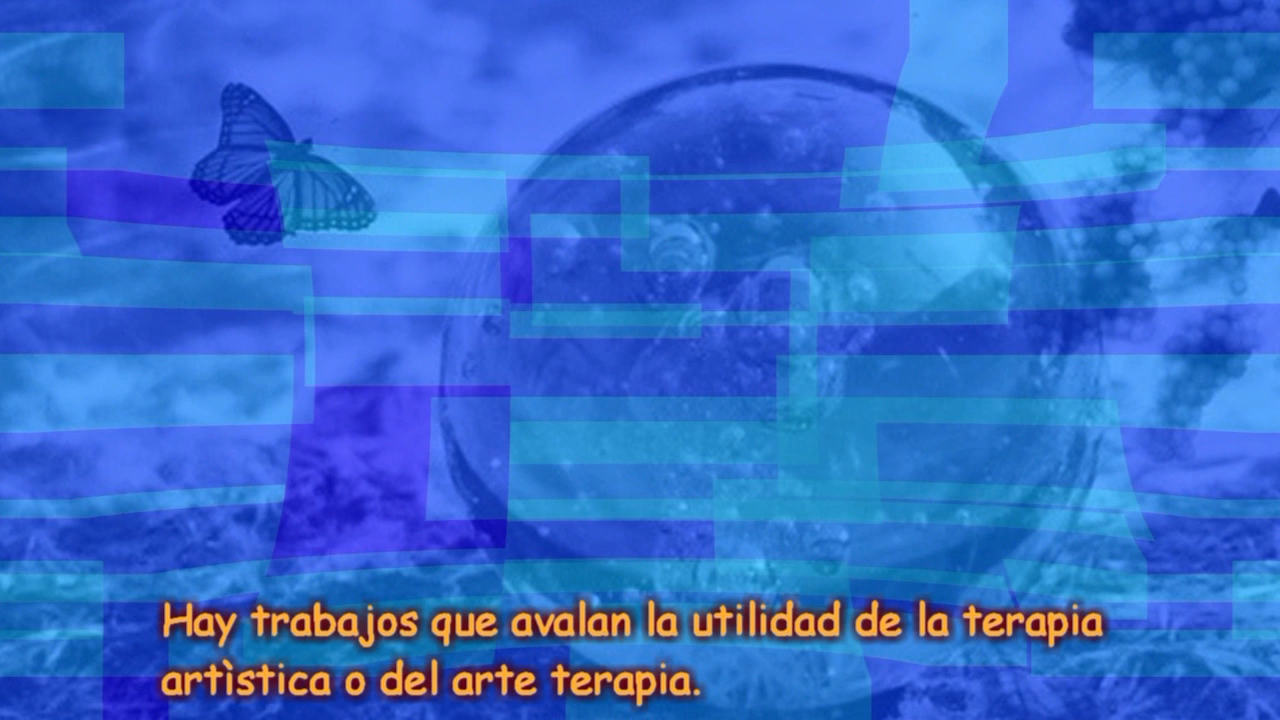 Hay trabajos que avalan la utilidad de la terapia
artìstica o del arte terapia.